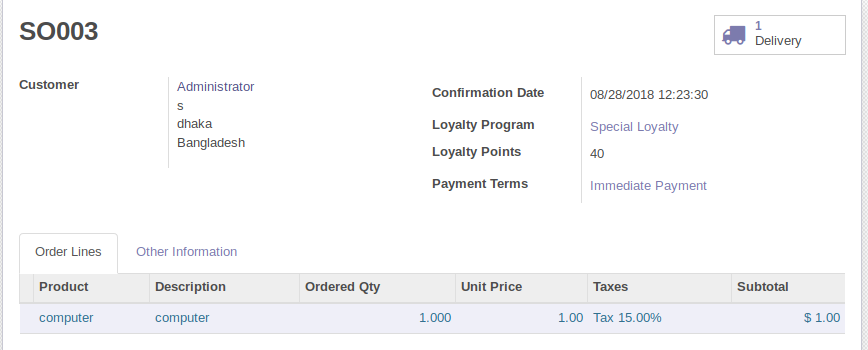 SO003
1
Delivery
Customer
Administrator
s
dhaka
Bangladesh
Confirmation Date 08/28/2018 12:23:30
Loyalty Program Special Loyalty
Loyalty Points 40
Payment Terms Immediate Payment
Order Lines Other Information
Product Description Ordered Qty Unit Price Taxes Subtotal
computer computer 1.000 1.00 Tax 15.00% $ 1.00